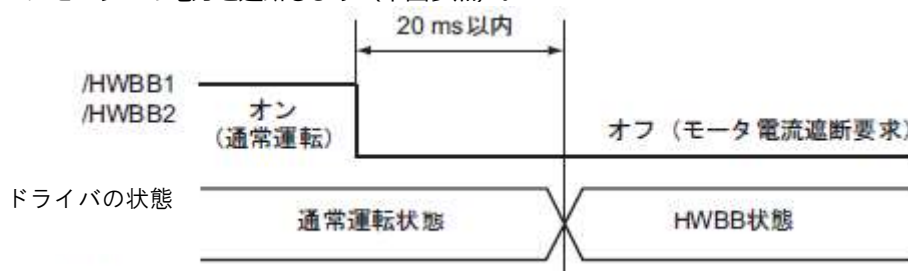 20 ms以内
/HWBB1
/HWBB2
オン
(通常運転)
オフ（モータ電流遮断要求）
ドライバの状態
通常運転状態
HWBB状態